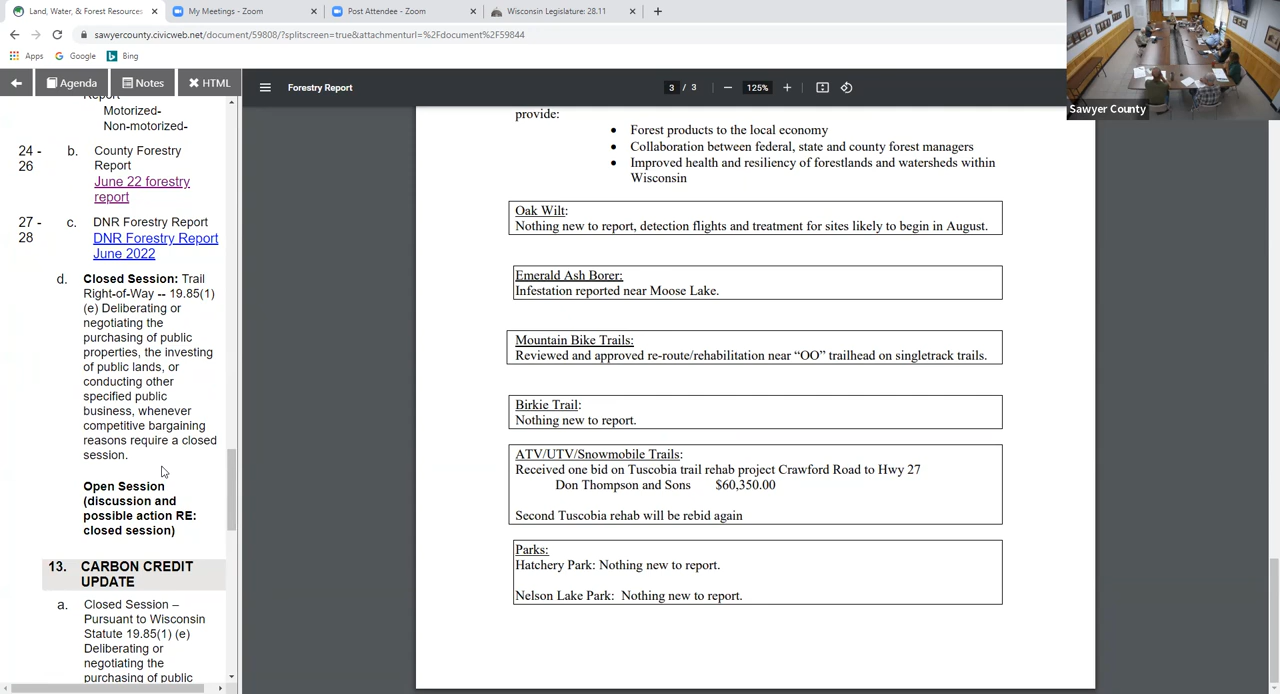 Land, Water, & Forest Resources
My Meetings - Zoom
Post Attendee - Zoom
Wisconsin Legislature: 28.11
sawyercounty.civicweb.net/document/59808/?splitscreen=true&attachmenturl=%2Fdocument%2F59844
Apps
Google
Bing
Agenda
Notes
HTML
Forestry Report
3 / 3
125%
Sawyer County
Report
Motorized-
Non-motorized-
24 -
26
b. County Forestry
Report
June 22 forestry
report
27 -
28
c. DNR Forestry Report
DNR Forestry Report
June 2022
d. Closed Session: Trail
Right-of-Way -- 19.85(1)
(e) Deliberating or
negotiating the
purchasing of public
properties, the investing
of public lands, or
conducting other
specified public
business, whenever
competitive bargaining
reasons require a closed
session.
Open Session
(discussion and
possible action RE:
closed session)
13. CARBON CREDIT
UPDATE
a. Closed Session –
Pursuant to Wisconsin
Statute 19.85(1) (e)
Deliberating or
negotiating the
purchasing of public
provide:
• Forest products to the local economy
• Collaboration between federal, state and county forest managers
• Improved health and resiliency of forestlands and watersheds within
Wisconsin
Oak Wilt:
Nothing new to report, detection flights and treatment for sites likely to begin in August.
Emerald Ash Borer:
Infestation reported near Moose Lake.
Mountain Bike Trails:
Reviewed and approved re-route/rehabilitation near “OO” trailhead on singletrack trails.
Birkie Trail:
Nothing new to report.
ATV/UTV/Snowmobile Trails:
Received one bid on Tuscobia trail rehab project Crawford Road to Hwy 27
Don Thompson and Sons $60,350.00
Second Tuscobia rehab will be rebid again
Parks:
Hatchery Park: Nothing new to report.
Nelson Lake Park: Nothing new to report.